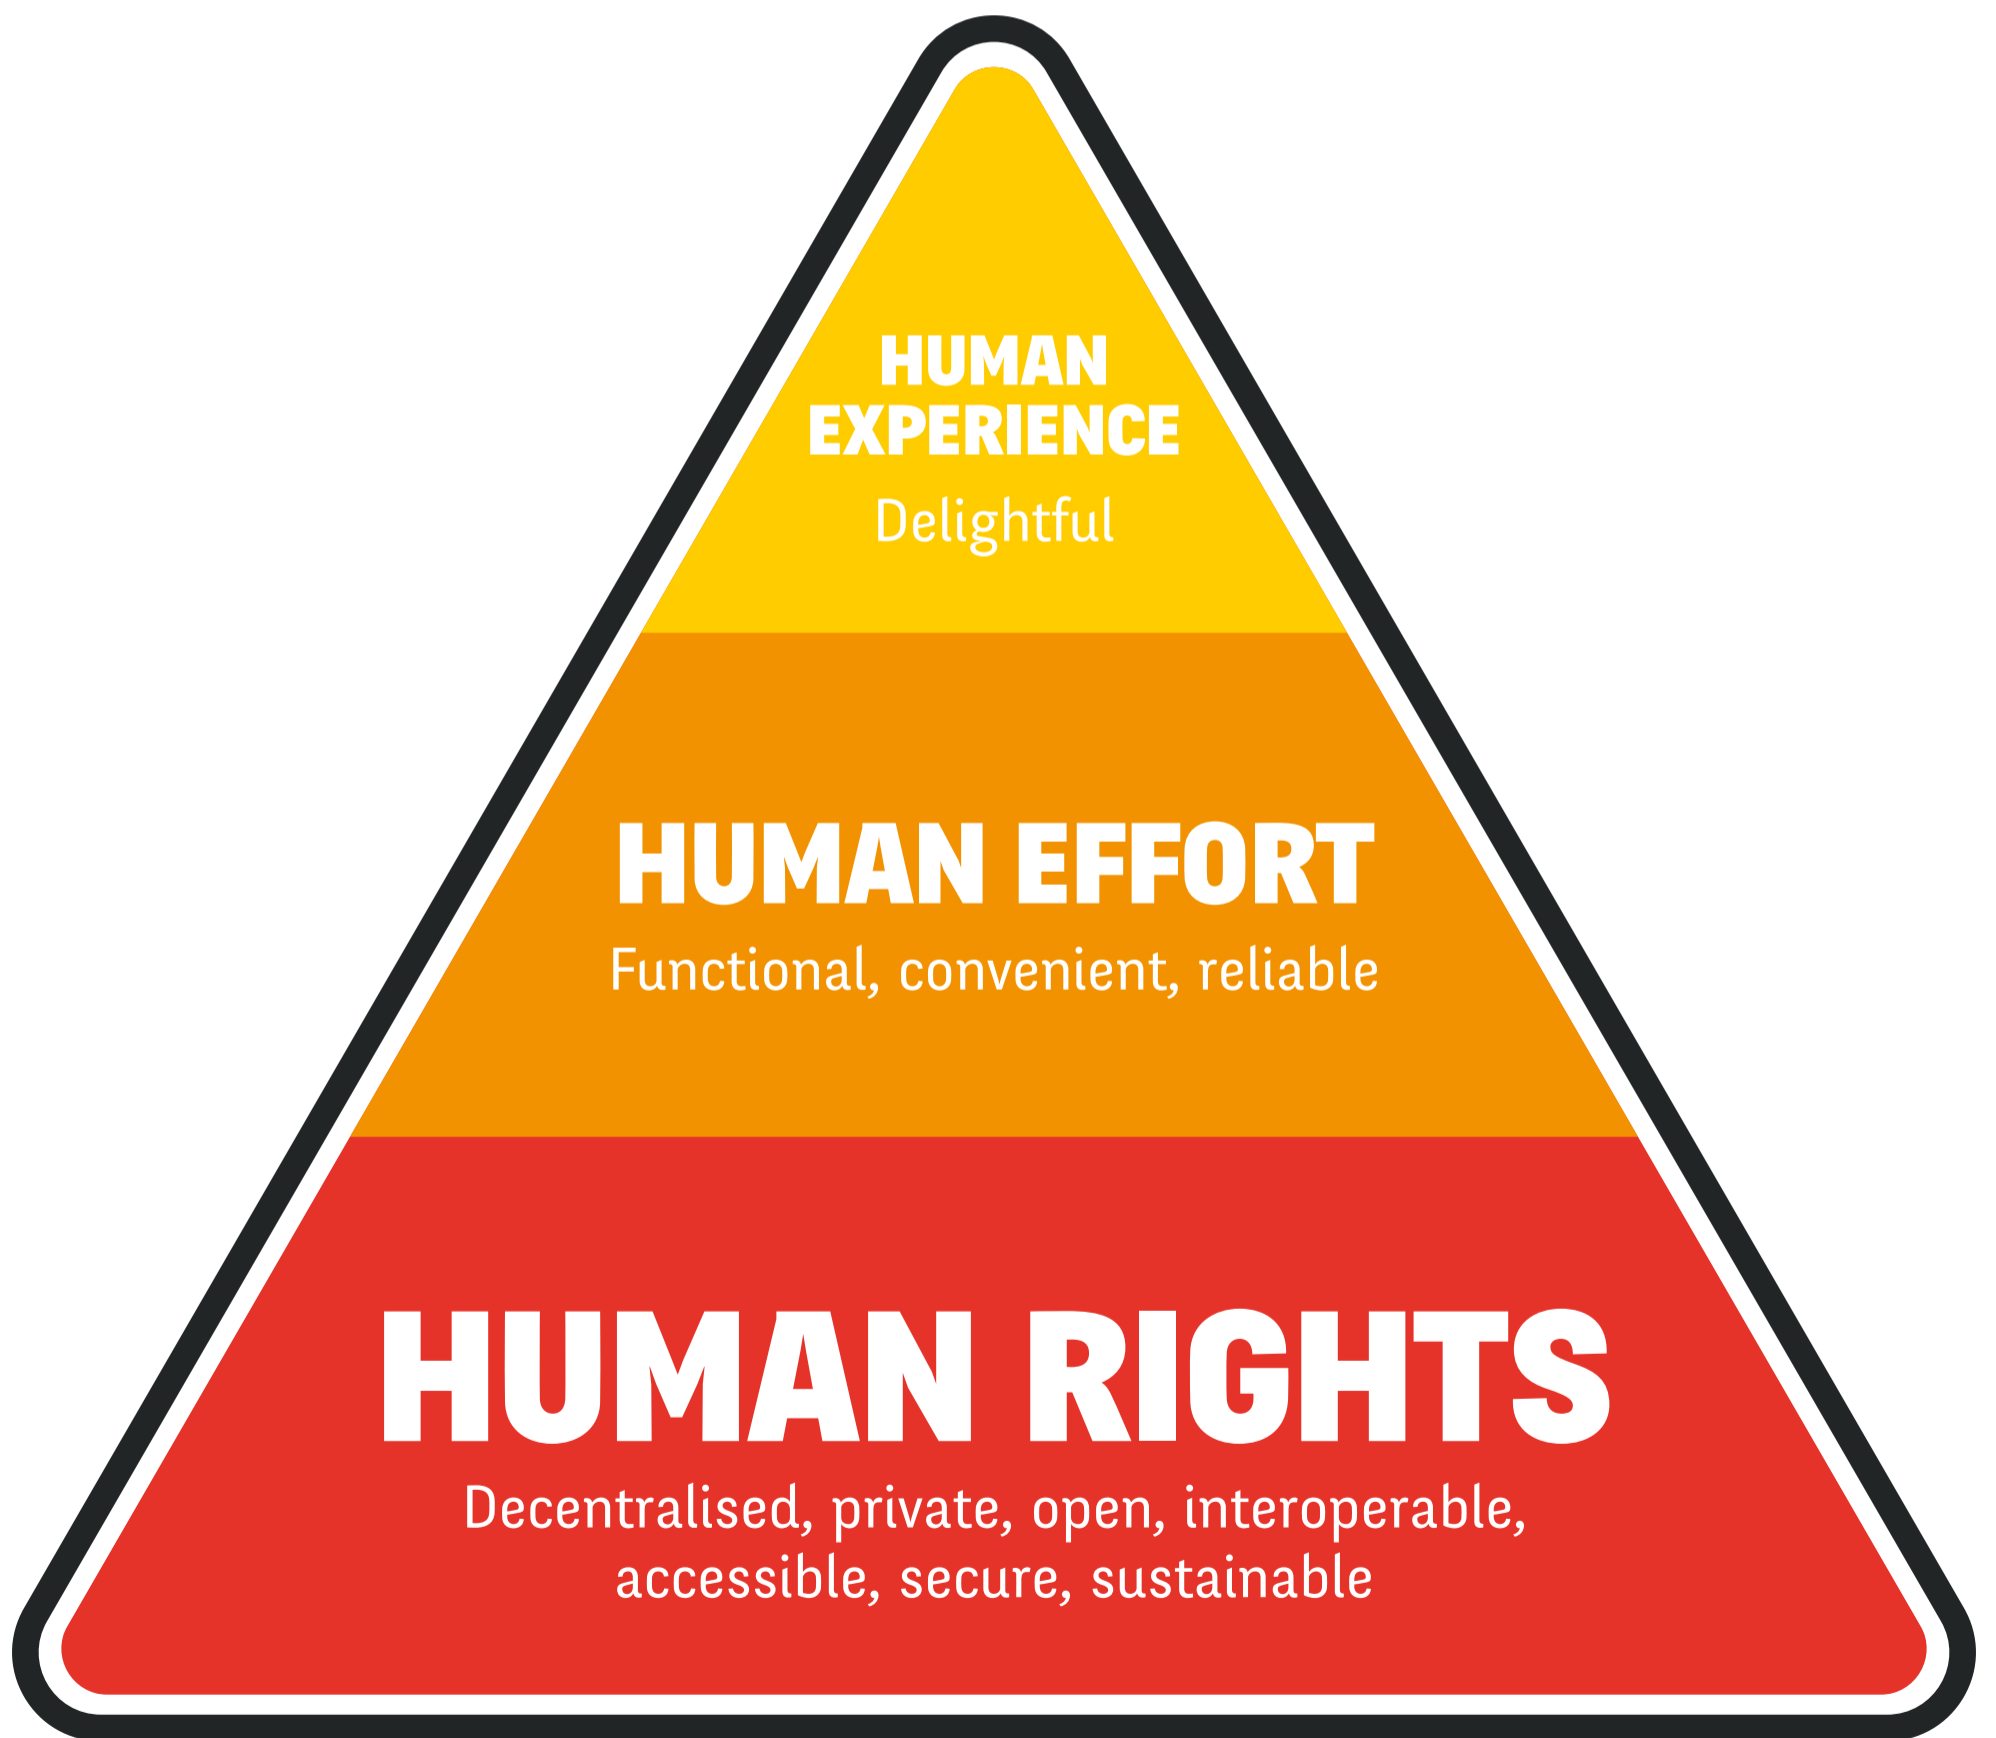 HUMAN
EXPERIENCE
Delightful
HUMAN EFFORT
Functional, convenient, reliable
HUMAN RIGHTS
Decentralised, private, open, interoperable,
accessible, secure, sustainable